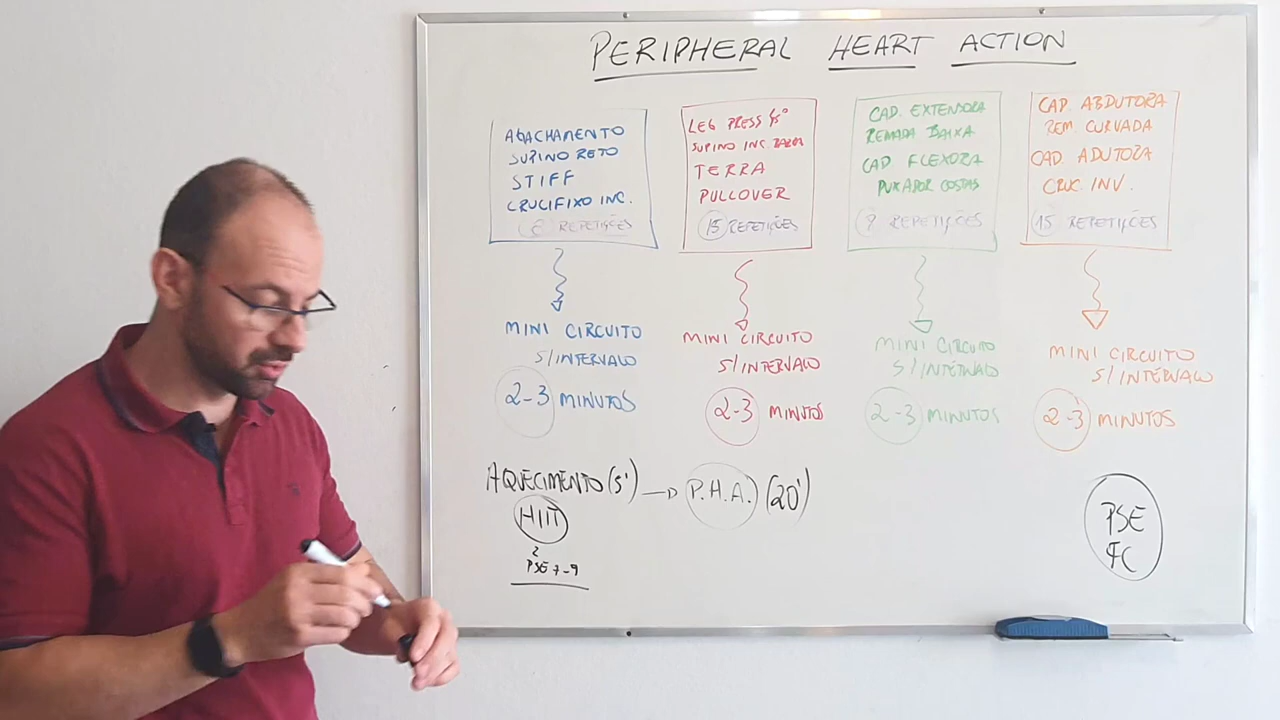 PERIPHERAL HEART ACTION
AGACHAMENTO
SUPINO RETO
STIFF
CRUCIFIXO INC.
REPETIÇÕES
LEG PRESS 45°
SUPINO INC. BARRA
TERRA
PULLOVER
15 REPETIÇÕES
CAD. EXTENSORA
REMADA BAIXA
CAD FLEXORA
PUXADOR COSTAS
8 REPETIÇÕES
CAD. ABDUTORA
REM. CURVADA
CAD. ADUTORA
CRUC. INV.
15 REPETIÇÕES
MINI CIRCUITO
S/INTERVALO
2-3 MINUTOS
MINI CIRCUITO
S/INTERVALO
2-3 MINUTOS
MINI CIRCUITO
S/INTERVALO
2-3 MINUTOS
MINI CIRCUITO
S/INTERVALO
2-3 MINUTOS
AQUECIMENTO (5') → P.H.A. (20')
HIIT
PSE 7-9
PSE
FC